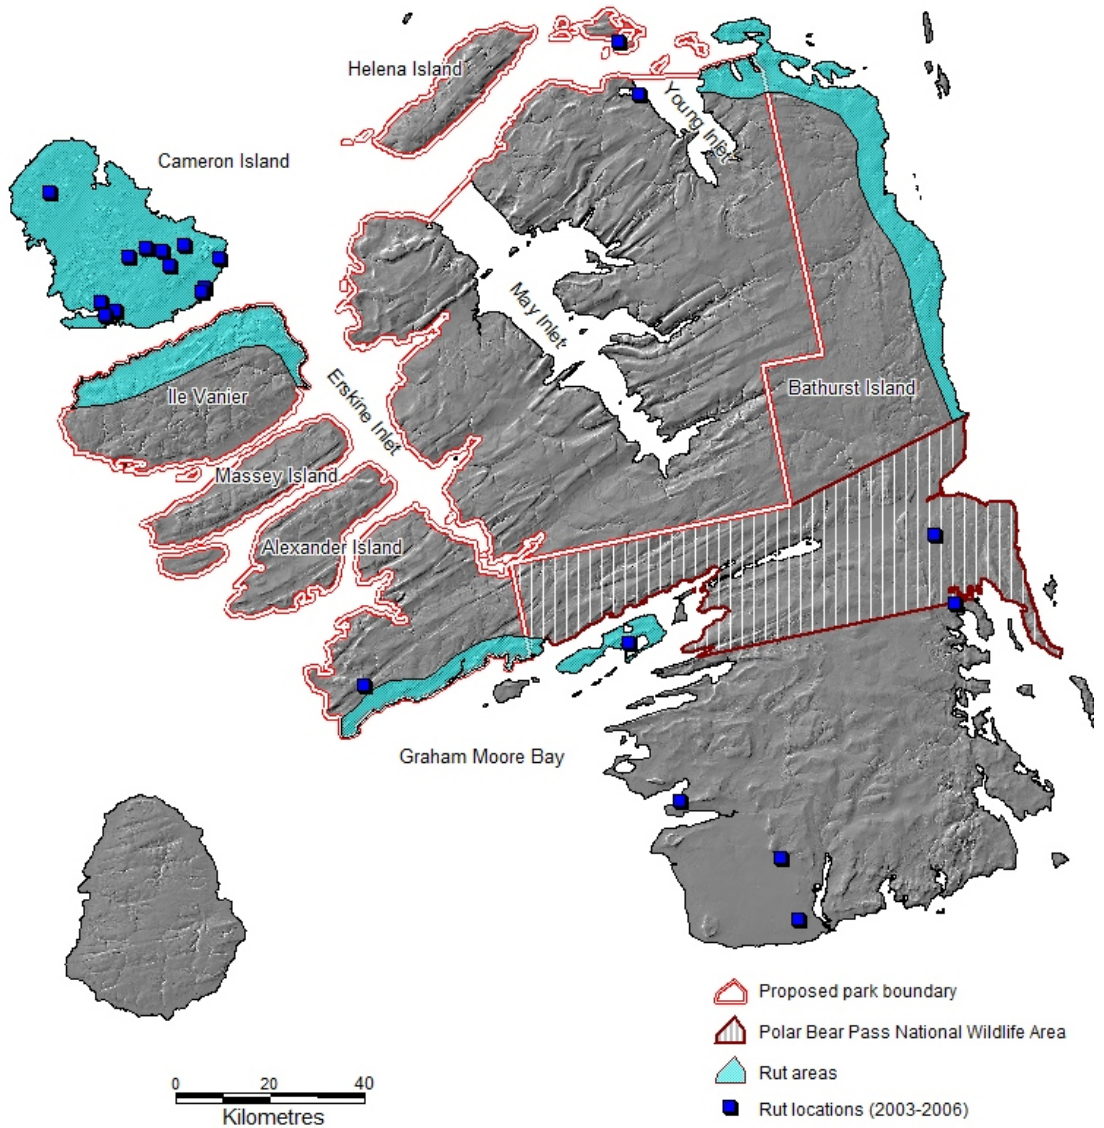 Helena Island
Young Inlet
Cameron Island
May Inlet
Erskine Inlet
Ile Vanier
Bathurst Island
Massey Island
Alexander Island
Graham Moore Bay
Proposed park boundary
Polar Bear Pass National Wildlife Area
Rut areas
Rut locations (2003-2006)
0 20 40
Kilometres